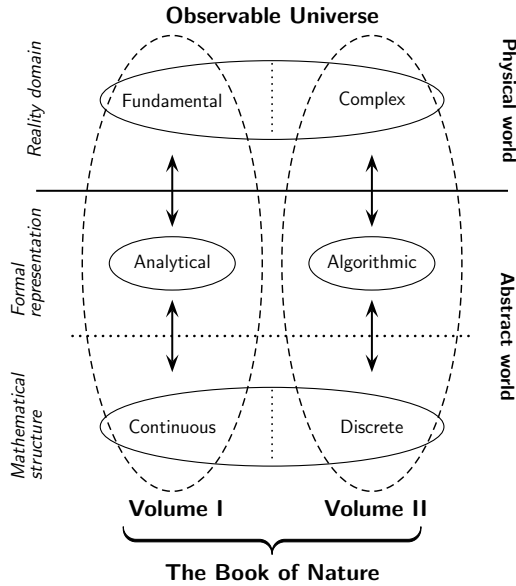 Observable Universe
Reality domain
Fundamental
Complex
Physical world
Formal
representation
Analytical
Algorithmic
Abstract world
Mathematical
structure
Continuous
Discrete
Volume I
Volume II
The Book of Nature